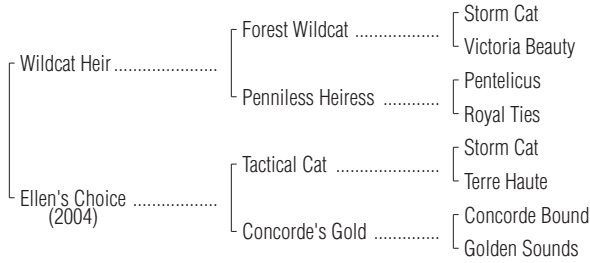 Storm Cat
Forest Wildcat ..................
Victoria Beauty
Wildcat Heir ......................
Pentelicus
Penniless Heiress ............
Royal Ties
Storm Cat
Tactical Cat ......................
Terre Haute
Ellen's Choice ..................
(2004)
Concorde Bound
Concorde's Gold ..............
Golden Sounds